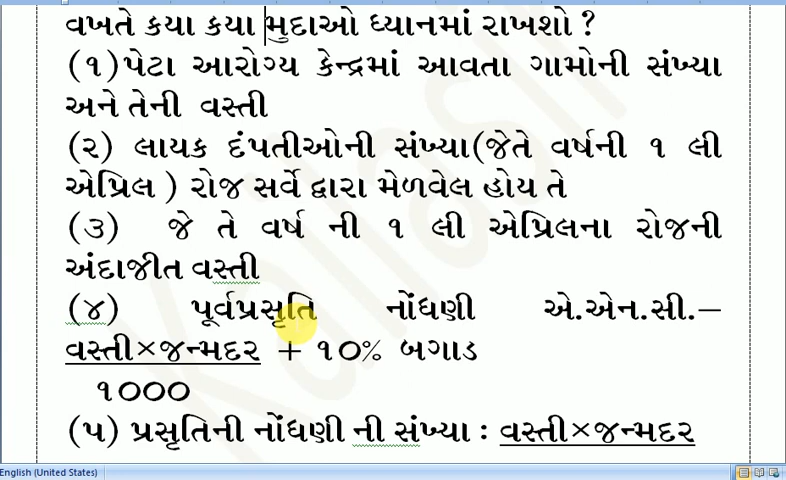 વખતે કયા કયા મુદાઓ ધ્યાનમાં રાખશો ?
(૧)પેટા આરોગ્ય કેન્દ્રમાં આવતા ગામોની સંખ્યા
અને તેની વસ્તી
(૨) લાયક દંપતીઓની સંખ્યા(જેતે વર્ષની ૧ લી
એપ્રિલ ) રોજ સર્વે દ્વારા મેળવેલ હોય તે
(૩) જે તે વર્ષ ની ૧ લી એપ્રિલના રોજની
અંદાજીત વસ્તી
(૪) પૂર્વપ્રસૃતિ નોંધણી એ.એન.સી.–
વસ્તી×જન્મદર + ૧૦% બગાડ
૧૦૦૦
(૫) પ્રસૃતિની નોંધણી ની સંખ્યા : વસ્તી×જન્મદર
English (United States)